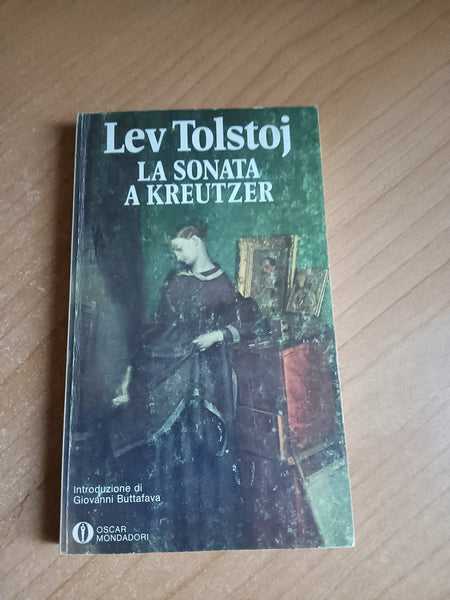 Lev Tolstoj
LA SONATA
A KREUTZER
Introduzione di
Giovanni Buttafava
OSCAR
MONDADORI